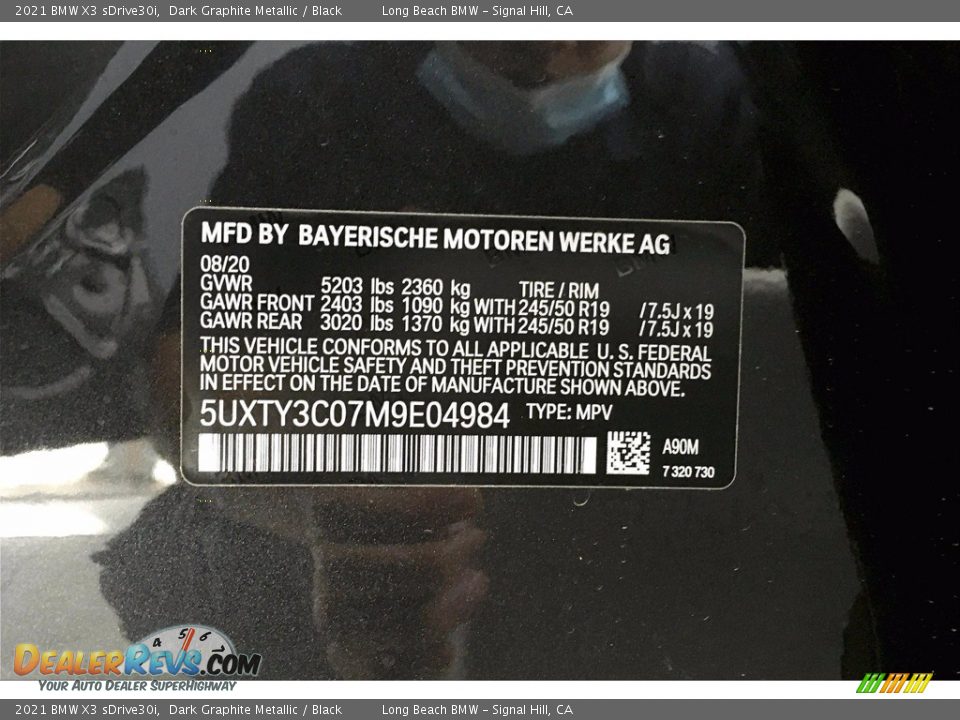 2021 BMW X3 sDrive30i, Dark Graphite Metallic / Black Long Beach BMW - Signal Hill, CA
MFD BY BAYERISCHE MOTOREN WERKE AG
08/20
GVWR 5203 lbs 2360 kg TIRE / RIM
GAWR FRONT 2403 lbs 1090 kg WITH 245/50 R19 /7.5J x 19
GAWR REAR 3020 lbs 1370 kg WITH 245/50 R19 /7.5J x 19
THIS VEHICLE CONFORMS TO ALL APPLICABLE U. S. FEDERAL
MOTOR VEHICLE SAFETY AND THEFT PREVENTION STANDARDS
IN EFFECT ON THE DATE OF MANUFACTURE SHOWN ABOVE.
5UXTY3C07M9E04984 TYPE: MPV
A90M
7 320 730
4 5 6
DEALERREVS.COM
YOUR AUTO DEALER SUPERHIGHWAY
2021 BMW X3 sDrive30i, Dark Graphite Metallic / Black Long Beach BMW - Signal Hill, CA